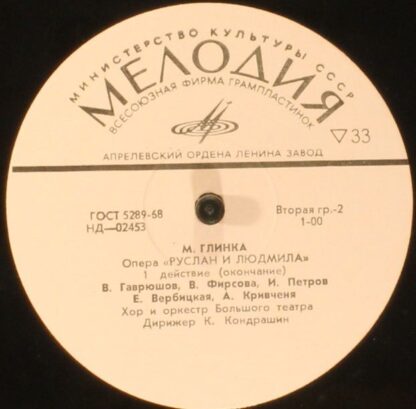 МИНИСТЕРСТВО КУЛЬТУРЫ СССР
МЕЛОДИЯ
ВСЕСОЮЗНАЯ ФИРМА ГРАМПЛАСТИНОК
▽33
АПРЕЛЕВСКИЙ ОРДЕНА ЛЕНИНА ЗАВОД
ГОСТ 5289-68
Вторая гр.-2
НД—02453
1-00
М. ГЛИНКА
Опера «РУСЛАН И ЛЮДМИЛА»
1 действие (окончание)
В. Гаврюшов, В. Фирсова, И. Петров
Е. Вербицкая, А. Кривченя
Хор и оркестр Большого театра
Дирижер К. Кондрашин